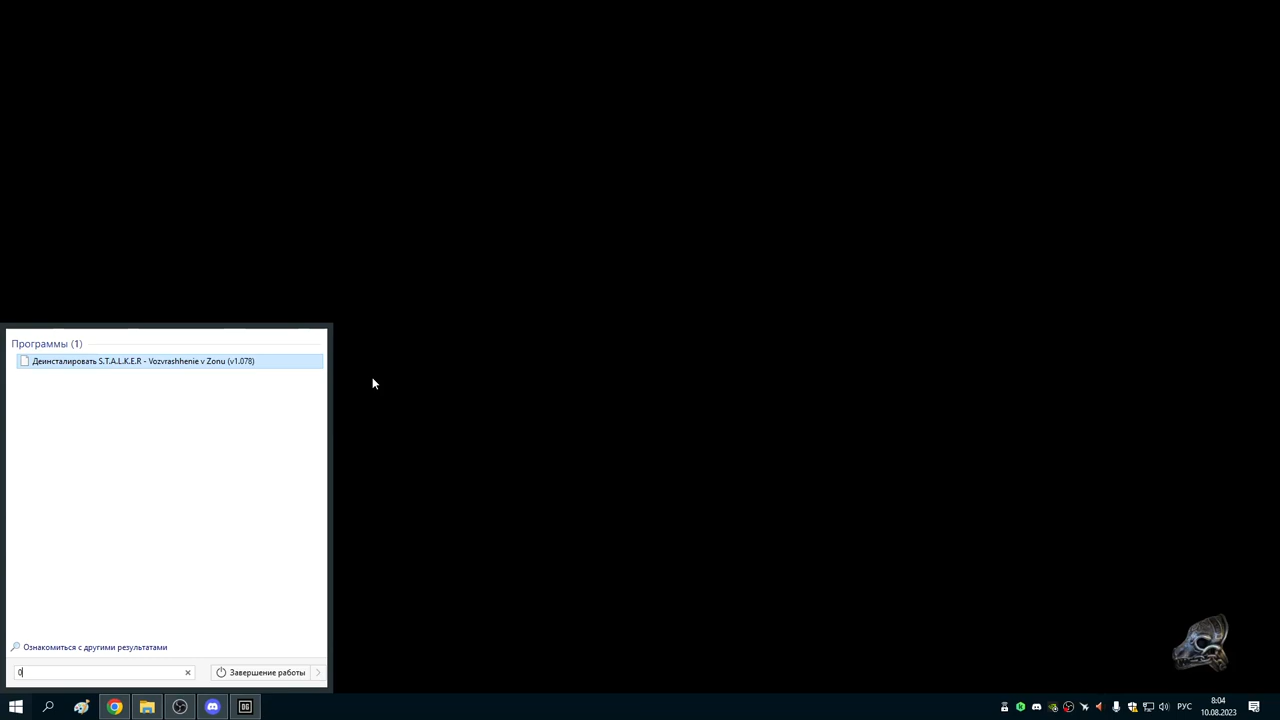 Программы (1)
Деинсталировать S.T.A.L.K.E.R - Vozvrashhenie v Zonu (v1.078)
Ознакомиться с другими результатами
0
Завершение работы
DG
РУС
8:04
10.08.2023